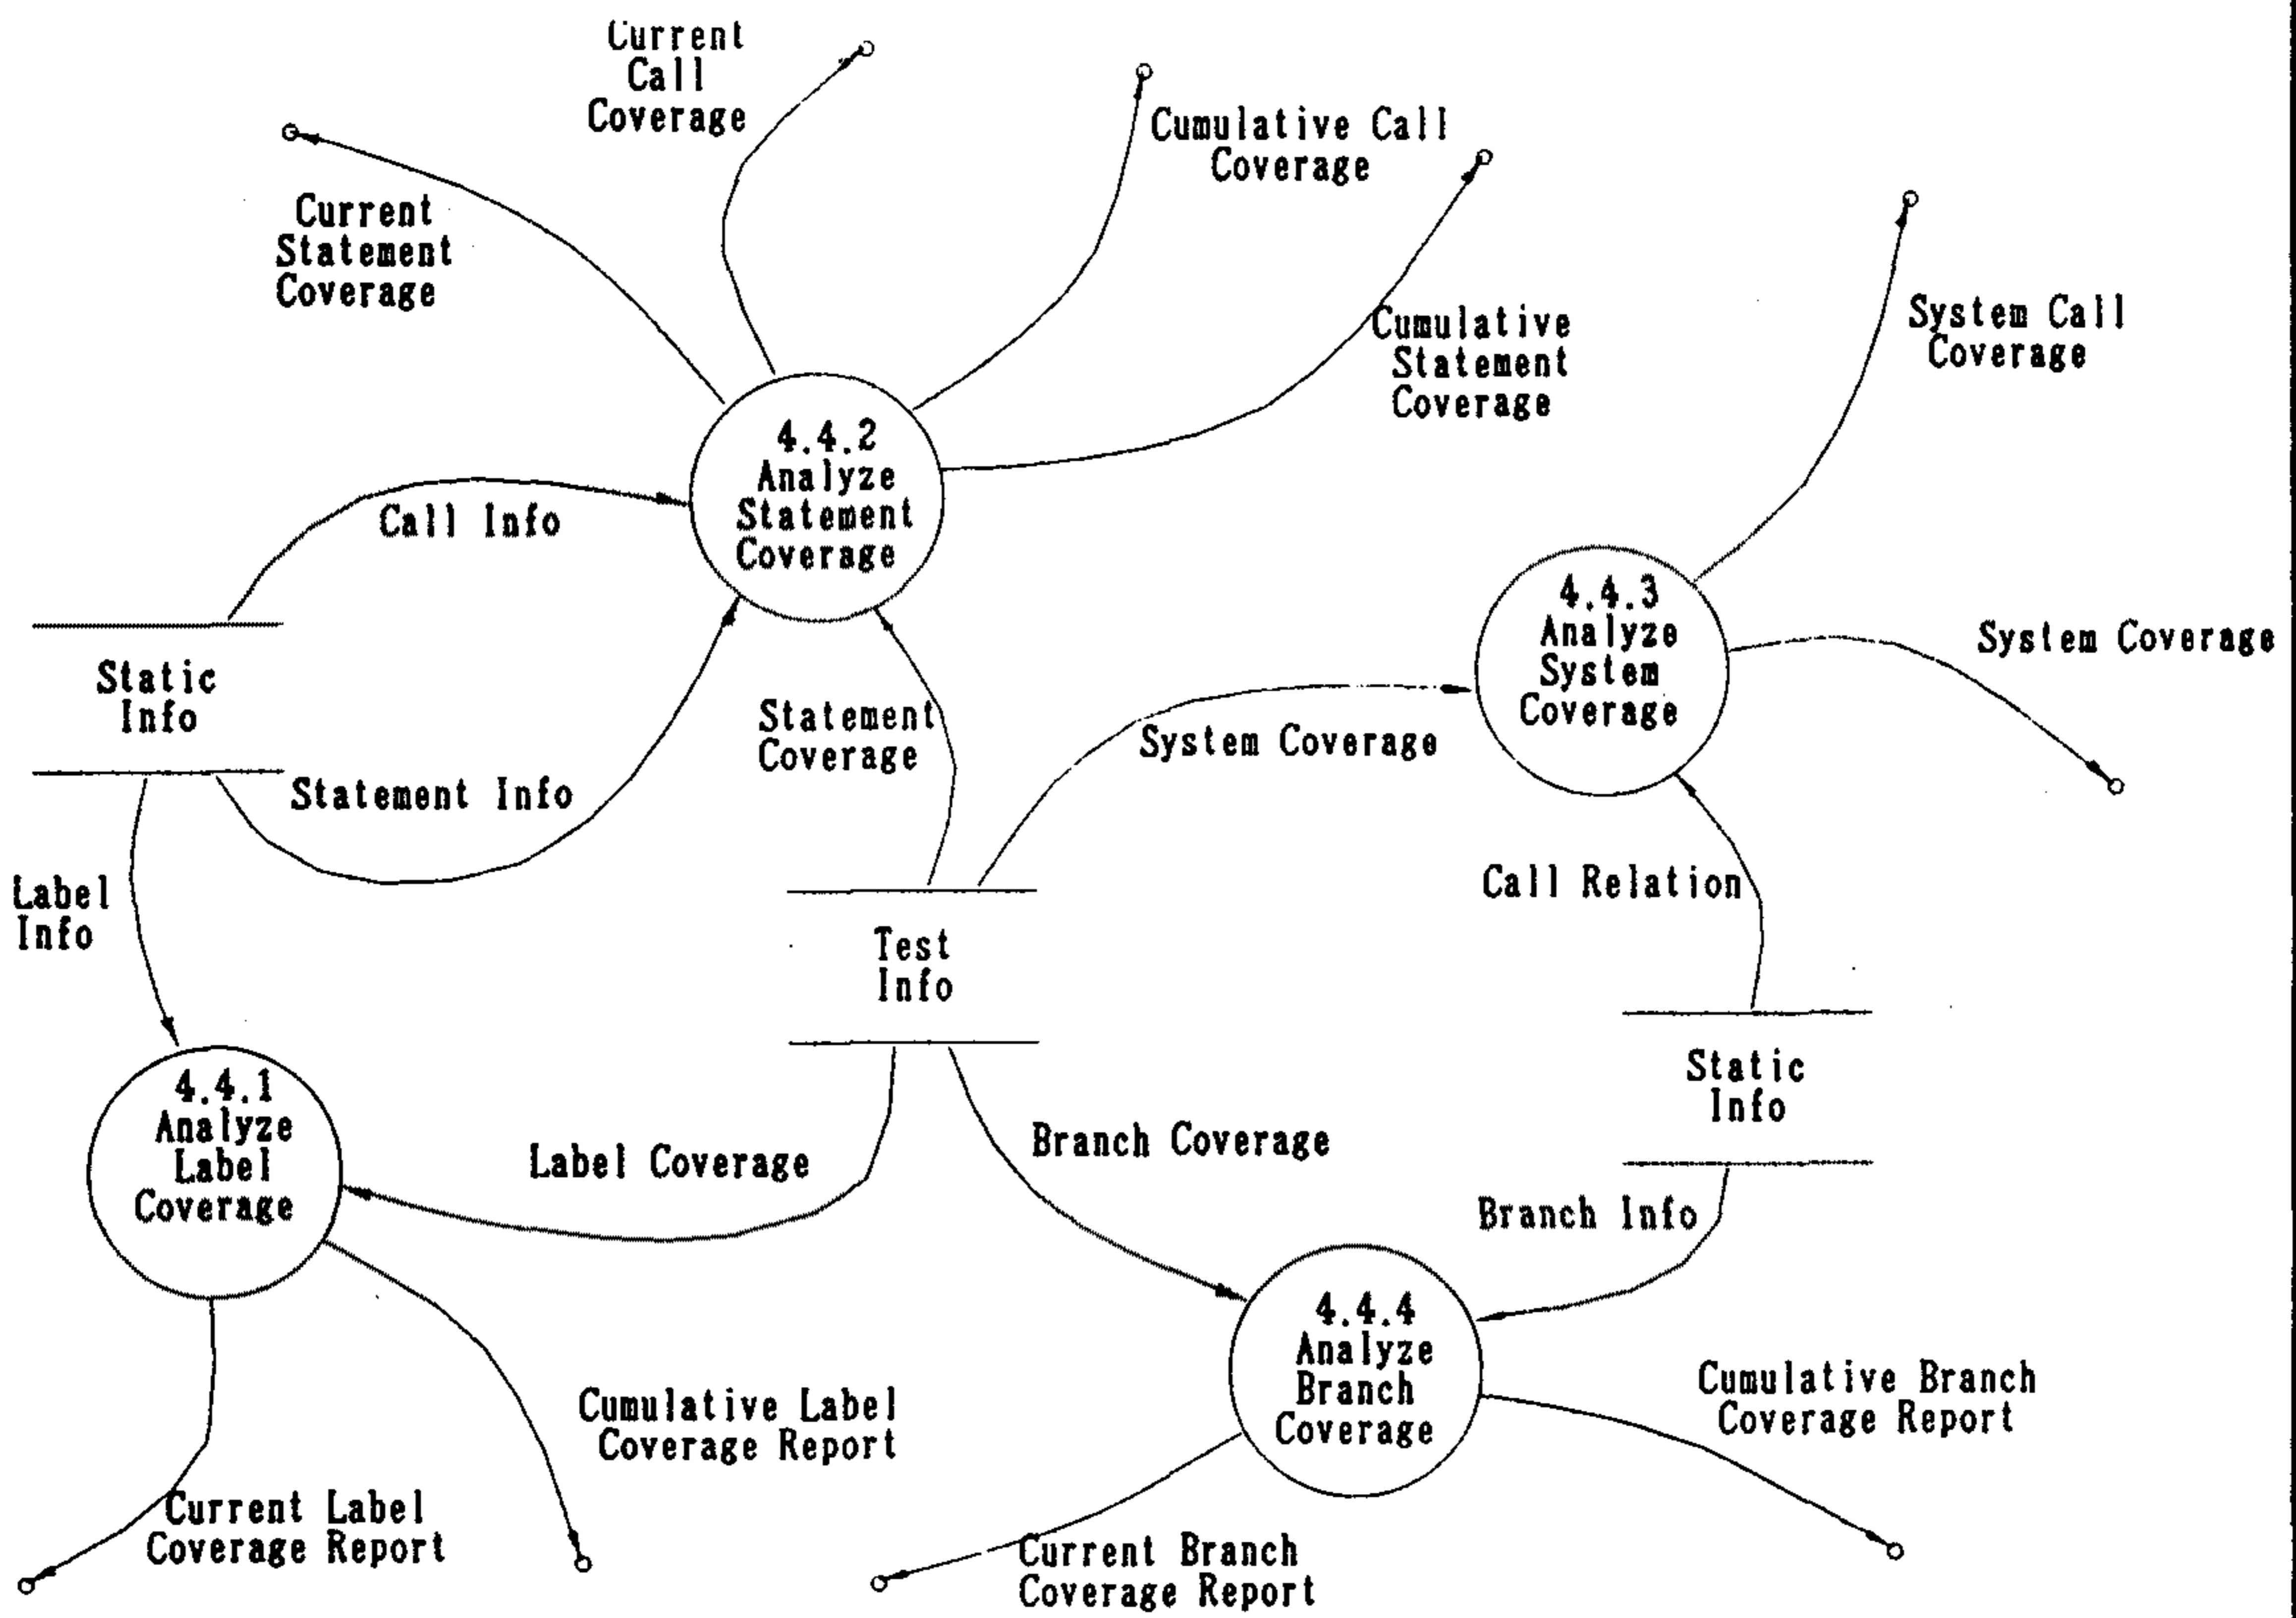 Current
Call
Coverage
Cumulative Call
Coverage
Current
Statement
Coverage
Cumulative
Statement
Coverage
System Call
Coverage
4.4.2
Analyze
Statement
Coverage
Call Info
4.4.3
Analyze
System
Coverage
System Coverage
Static
Info
Statement
Coverage
System Coverage
Statement Info
Label
Info
Call Relation
Test
Info
Static
Info
4.4.1
Analyze
Label
Coverage
Label Coverage
Branch Coverage
Branch Info
4.4.4
Analyze
Branch
Coverage
Cumulative Label
Coverage Report
Cumulative Branch
Coverage Report
Current Label
Coverage Report
Current Branch
Coverage Report